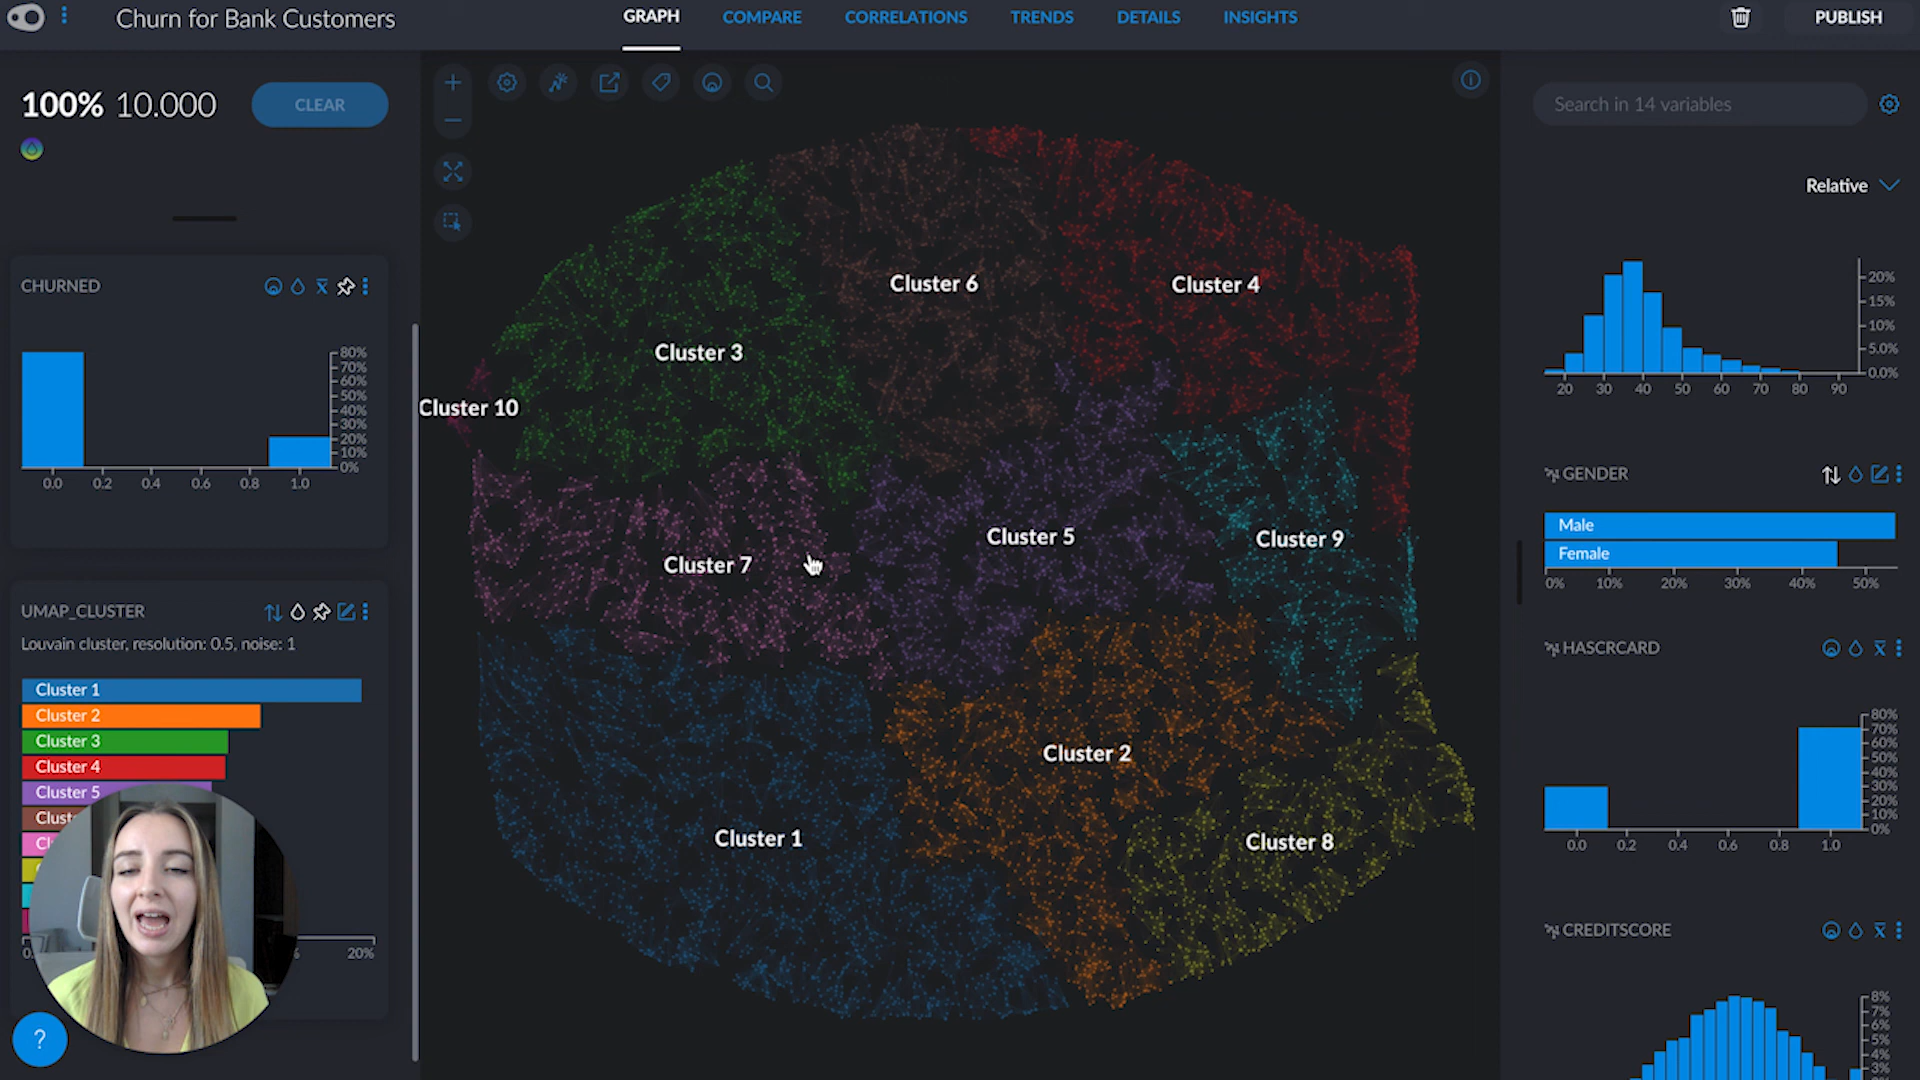 Churn for Bank Customers
GRAPH
COMPARE
CORRELATIONS
TRENDS
DETAILS
INSIGHTS
PUBLISH
100% 10.000
CLEAR
CHURNED
80%
70%
60%
50%
40%
30%
20%
10%
0%
0.0 0.2 0.4 0.6 0.8 1.0
UMAP_CLUSTER
Louvain cluster, resolution: 0.5, noise: 1
Cluster 1
Cluster 2
Cluster 3
Cluster 4
Cluster 5
Clust
Cl
0.
%
20%
?
Cluster 6
Cluster 4
Cluster 3
Cluster 10
Cluster 5
Cluster 9
Cluster 7
Cluster 2
Cluster 1
Cluster 8
Search in 14 variables
Relative
20%
15%
10%
5.0%
0.0%
20 30 40 50 60 70 80 90
GENDER
Male
Female
0% 10% 20% 30% 40% 50%
HASCRCARD
80%
70%
60%
50%
40%
30%
20%
10%
0%
0.0 0.2 0.4 0.6 0.8 1.0
CREDITSCORE
8%
7%
6%
5%
4%
3%